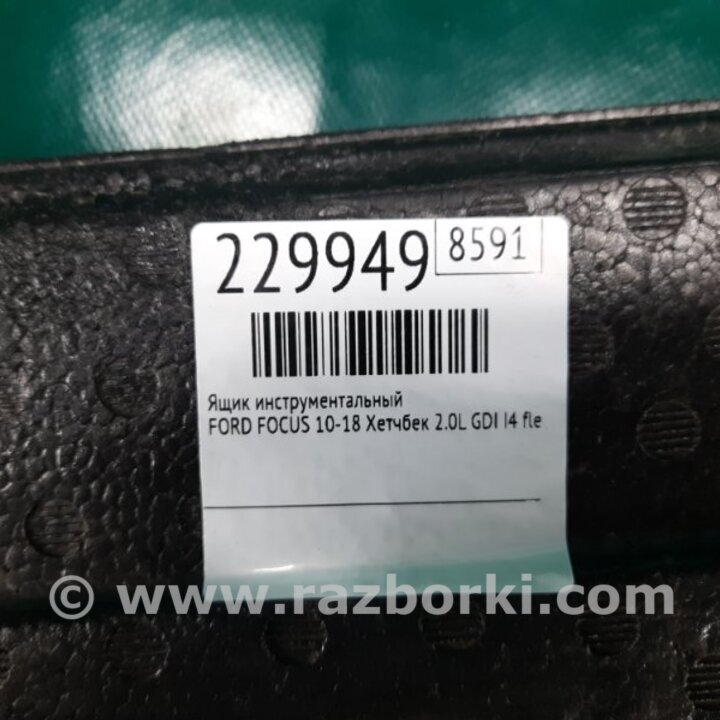 229949 8591
Ящик инструментальный
FORD FOCUS 10-18 Хетчбек 2.0L GDI I4 fle
© www.razborki.com